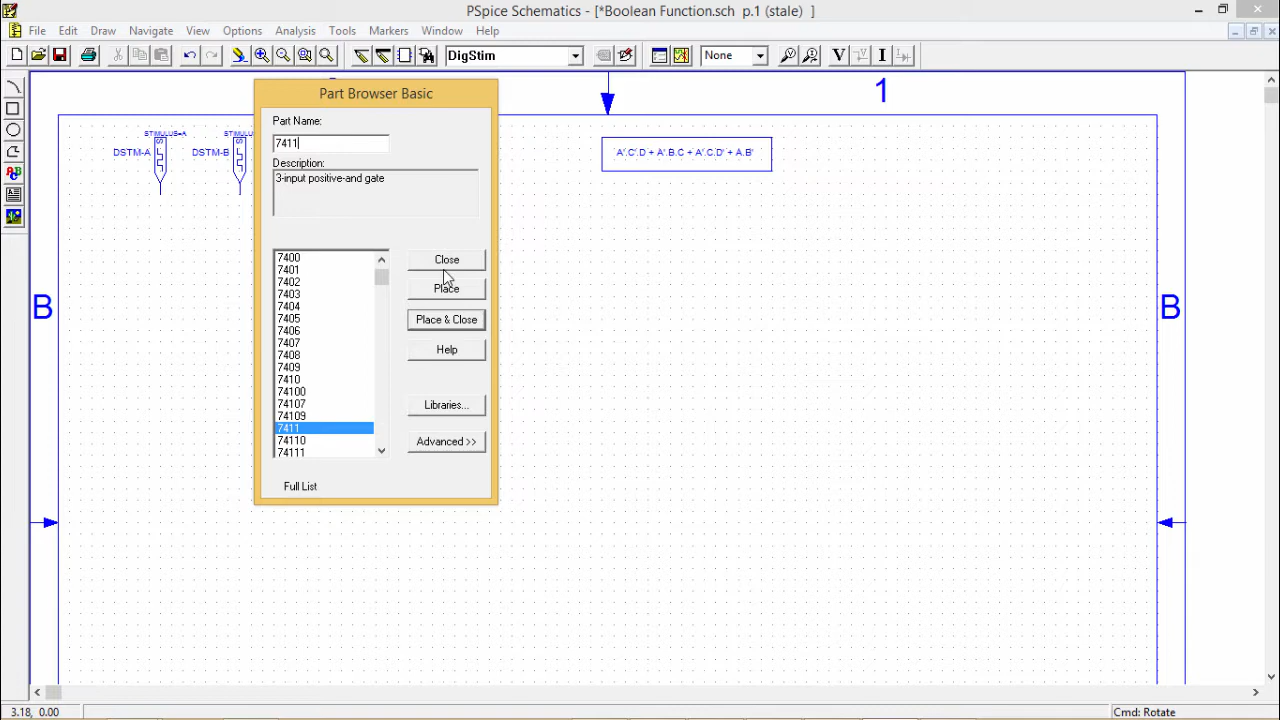 PSpice Schematics - [*Boolean Function.sch p.1 (stale) ]
File Edit Draw Navigate View Options Analysis Tools Markers Window Help
DigStim
None
V I
1
Part Browser Basic
Part Name:
7411
Description:
3-input positive-and gate
7400
7401
7402
7403
7404
7405
7406
7407
7408
7409
7410
74100
74107
74109
7411
74110
74111
Close
Place
Place & Close
Help
Libraries...
Advanced >>
Full List
STIMULUS=A
DSTM-A
DSTM-B
A'.C'.D + A'.B.C + A'.C.D' + A.B'
B
B
3.18, 0.00
Cmd: Rotate